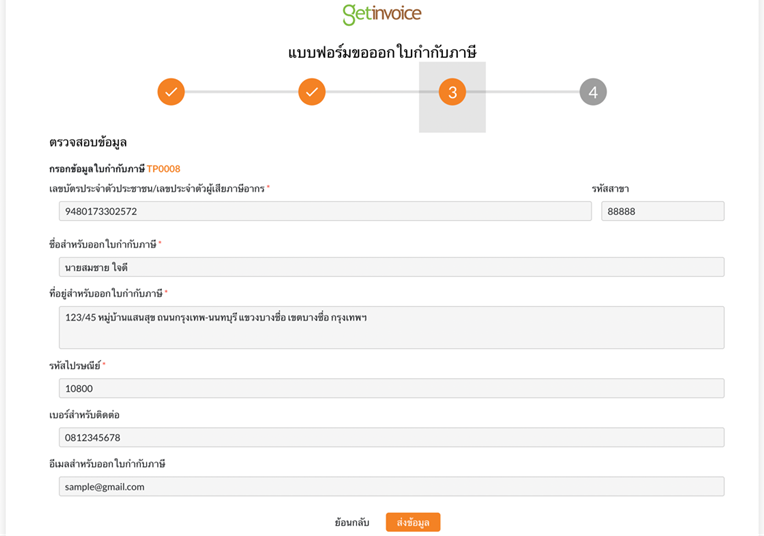 getinvoice
แบบฟอร์มขอออกใบกำกับภาษี
3
4
ตรวจสอบข้อมูล
กรอกข้อมูลใบกำกับภาษี TP0008
เลขบัตรประจำตัวประชาชน/เลขประจำตัวผู้เสียภาษีอากร * รหัสสาขา
9480173302572 88888
ชื่อสำหรับออกใบกำกับภาษี *
นายสมชาย ใจดี
ที่อยู่สำหรับออกใบกำกับภาษี *
123/45 หมู่บ้านแสนสุข ถนนกรุงเทพ-นนทบุรี แขวงบางซื่อ เขตบางซื่อ กรุงเทพฯ
รหัสไปรษณีย์ *
10800
เบอร์สำหรับติดต่อ
0812345678
อีเมลสำหรับออกใบกำกับภาษี
sample@gmail.com
ย้อนกลับ ส่งข้อมูล